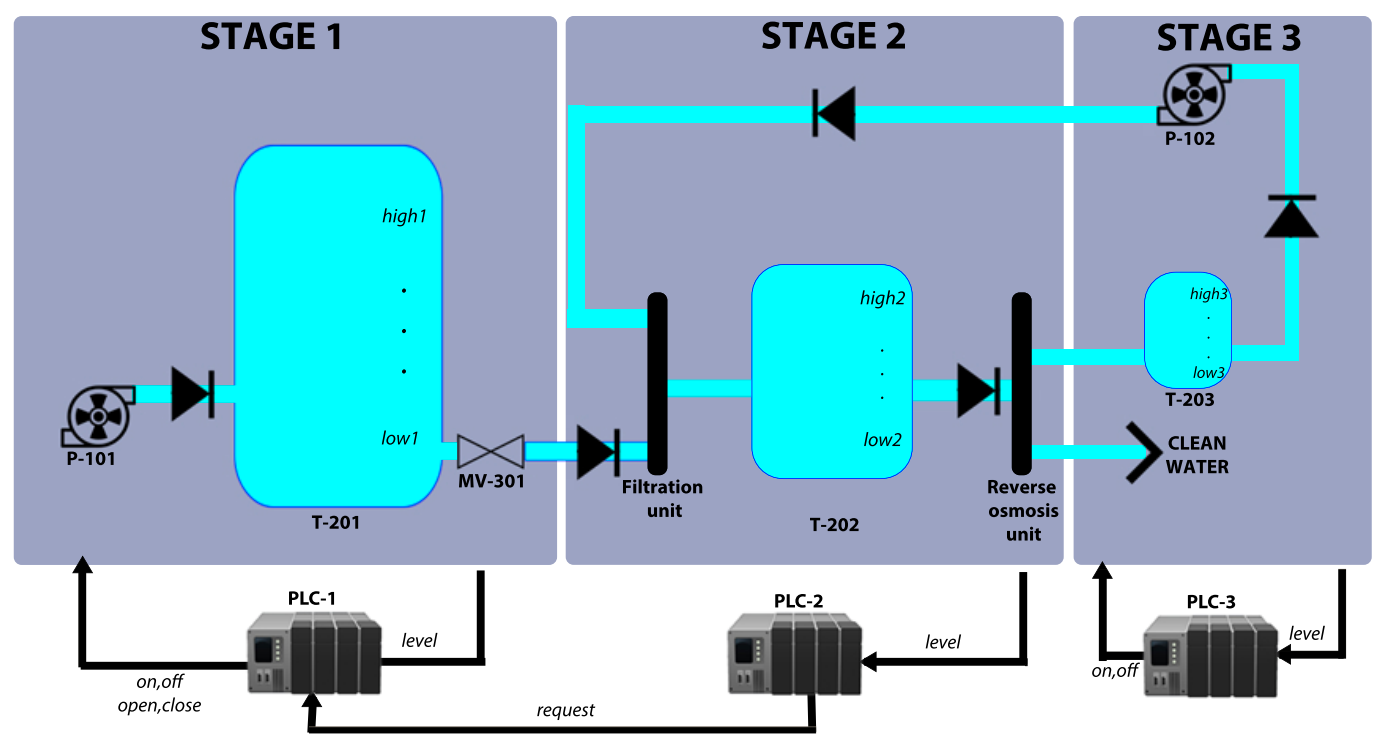 STAGE 1
STAGE 2
STAGE 3
P-102
high1
.
.
.
low1
P-101
MV-301
T-201
Filtration
unit
high2
.
.
.
low2
T-202
Reverse
osmosis
unit
high3
.
.
.
low3
T-203
CLEAN
WATER
PLC-1
level
on,off
open,close
request
PLC-2
level
PLC-3
level
on,off